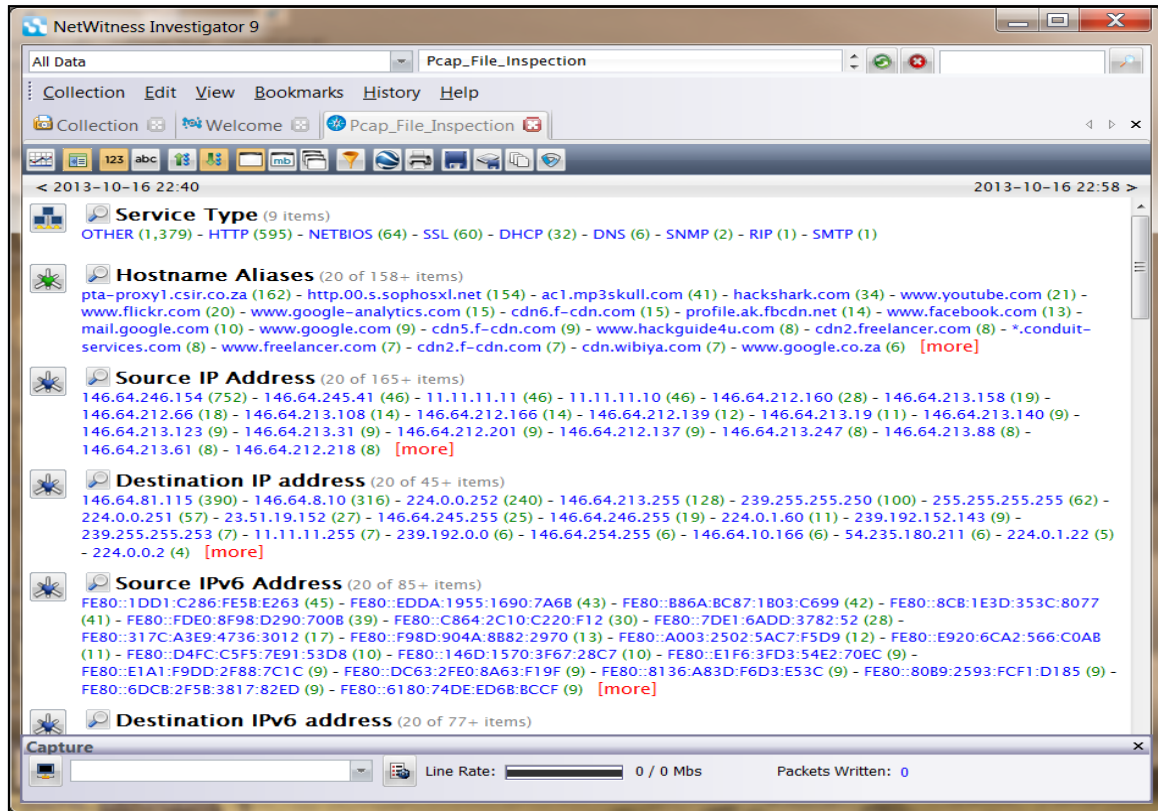 NetWitness Investigator 9
All Data
Pcap_File_Inspection
Collection Edit View Bookmarks History Help
Collection Welcome Pcap_File_Inspection
123 abc mb
< 2013-10-16 22:40 2013-10-16 22:58 >
Service Type (9 items)
OTHER (1,379) - HTTP (595) - NETBIOS (64) - SSL (60) - DHCP (32) - DNS (6) - SNMP (2) - RIP (1) - SMTP (1)
Hostname Aliases (20 of 158+ items)
pta-proxy1.csir.co.za (162) - http.00.s.sophosxl.net (154) - ac1.mp3skull.com (41) - hackshark.com (34) - www.youtube.com (21) -
www.flickr.com (20) - www.google-analytics.com (15) - cdn6.f-cdn.com (15) - profile.ak.fbcdn.net (14) - www.facebook.com (13) -
mail.google.com (10) - www.google.com (9) - cdn5.f-cdn.com (9) - www.hackguide4u.com (8) - cdn2.freelancer.com (8) - *.conduit-
services.com (8) - www.freelancer.com (7) - cdn2.f-cdn.com (7) - cdn.wibiya.com (7) - www.google.co.za (6) [more]
Source IP Address (20 of 165+ items)
146.64.246.154 (752) - 146.64.245.41 (46) - 11.11.11.11 (46) - 11.11.11.10 (46) - 146.64.212.160 (28) - 146.64.213.158 (19) -
146.64.212.66 (18) - 146.64.213.108 (14) - 146.64.212.166 (14) - 146.64.212.139 (12) - 146.64.213.19 (11) - 146.64.213.140 (9) -
146.64.213.123 (9) - 146.64.213.31 (9) - 146.64.212.201 (9) - 146.64.212.137 (9) - 146.64.213.247 (8) - 146.64.213.88 (8) -
146.64.213.61 (8) - 146.64.212.218 (8) [more]
Destination IP address (20 of 45+ items)
146.64.81.115 (390) - 146.64.8.10 (316) - 224.0.0.252 (240) - 146.64.213.255 (128) - 239.255.255.250 (100) - 255.255.255.255 (62) -
224.0.0.251 (57) - 23.51.19.152 (27) - 146.64.245.255 (25) - 146.64.246.255 (19) - 224.0.1.60 (11) - 239.192.152.143 (9) -
239.255.255.253 (7) - 11.11.11.255 (7) - 239.192.0.0 (6) - 146.64.254.255 (6) - 146.64.10.166 (6) - 54.235.180.211 (6) - 224.0.1.22 (5)
- 224.0.0.2 (4) [more]
Source IPv6 Address (20 of 85+ items)
FE80::1DD1:C286:FE5B:E263 (45) - FE80::EDDA:1955:1690:7A6B (43) - FE80::B86A:BC87:1B03:C699 (42) - FE80::8CB:1E3D:353C:8077
(41) - FE80::FDE0:8F98:D290:700B (39) - FE80::C864:2C10:C220:F12 (30) - FE80::7DE1:6ADD:3782:52 (28) -
FE80::317C:A3E9:4736:3012 (17) - FE80::F98D:904A:8B82:2970 (13) - FE80::A003:2502:5AC7:F5D9 (12) - FE80::E920:6CA2:566:C0AB
(11) - FE80::D4FC:C5F5:7E91:53D8 (10) - FE80::146D:1570:3F67:28C7 (10) - FE80::E1F6:3FD3:54E2:70EC (9) -
FE80::E1A1:F9DD:2F88:7C1C (9) - FE80::DC63:2FE0:8A63:F19F (9) - FE80::8136:A83D:F6D3:E53C (9) - FE80::80B9:2593:FCF1:D185 (9) -
FE80::6DCB:2F5B:3817:82ED (9) - FE80::6180:74DE:ED6B:BCCF (9) [more]
Destination IPv6 address (20 of 77+ items)
Capture
Line Rate: 0 / 0 Mbs Packets Written: 0